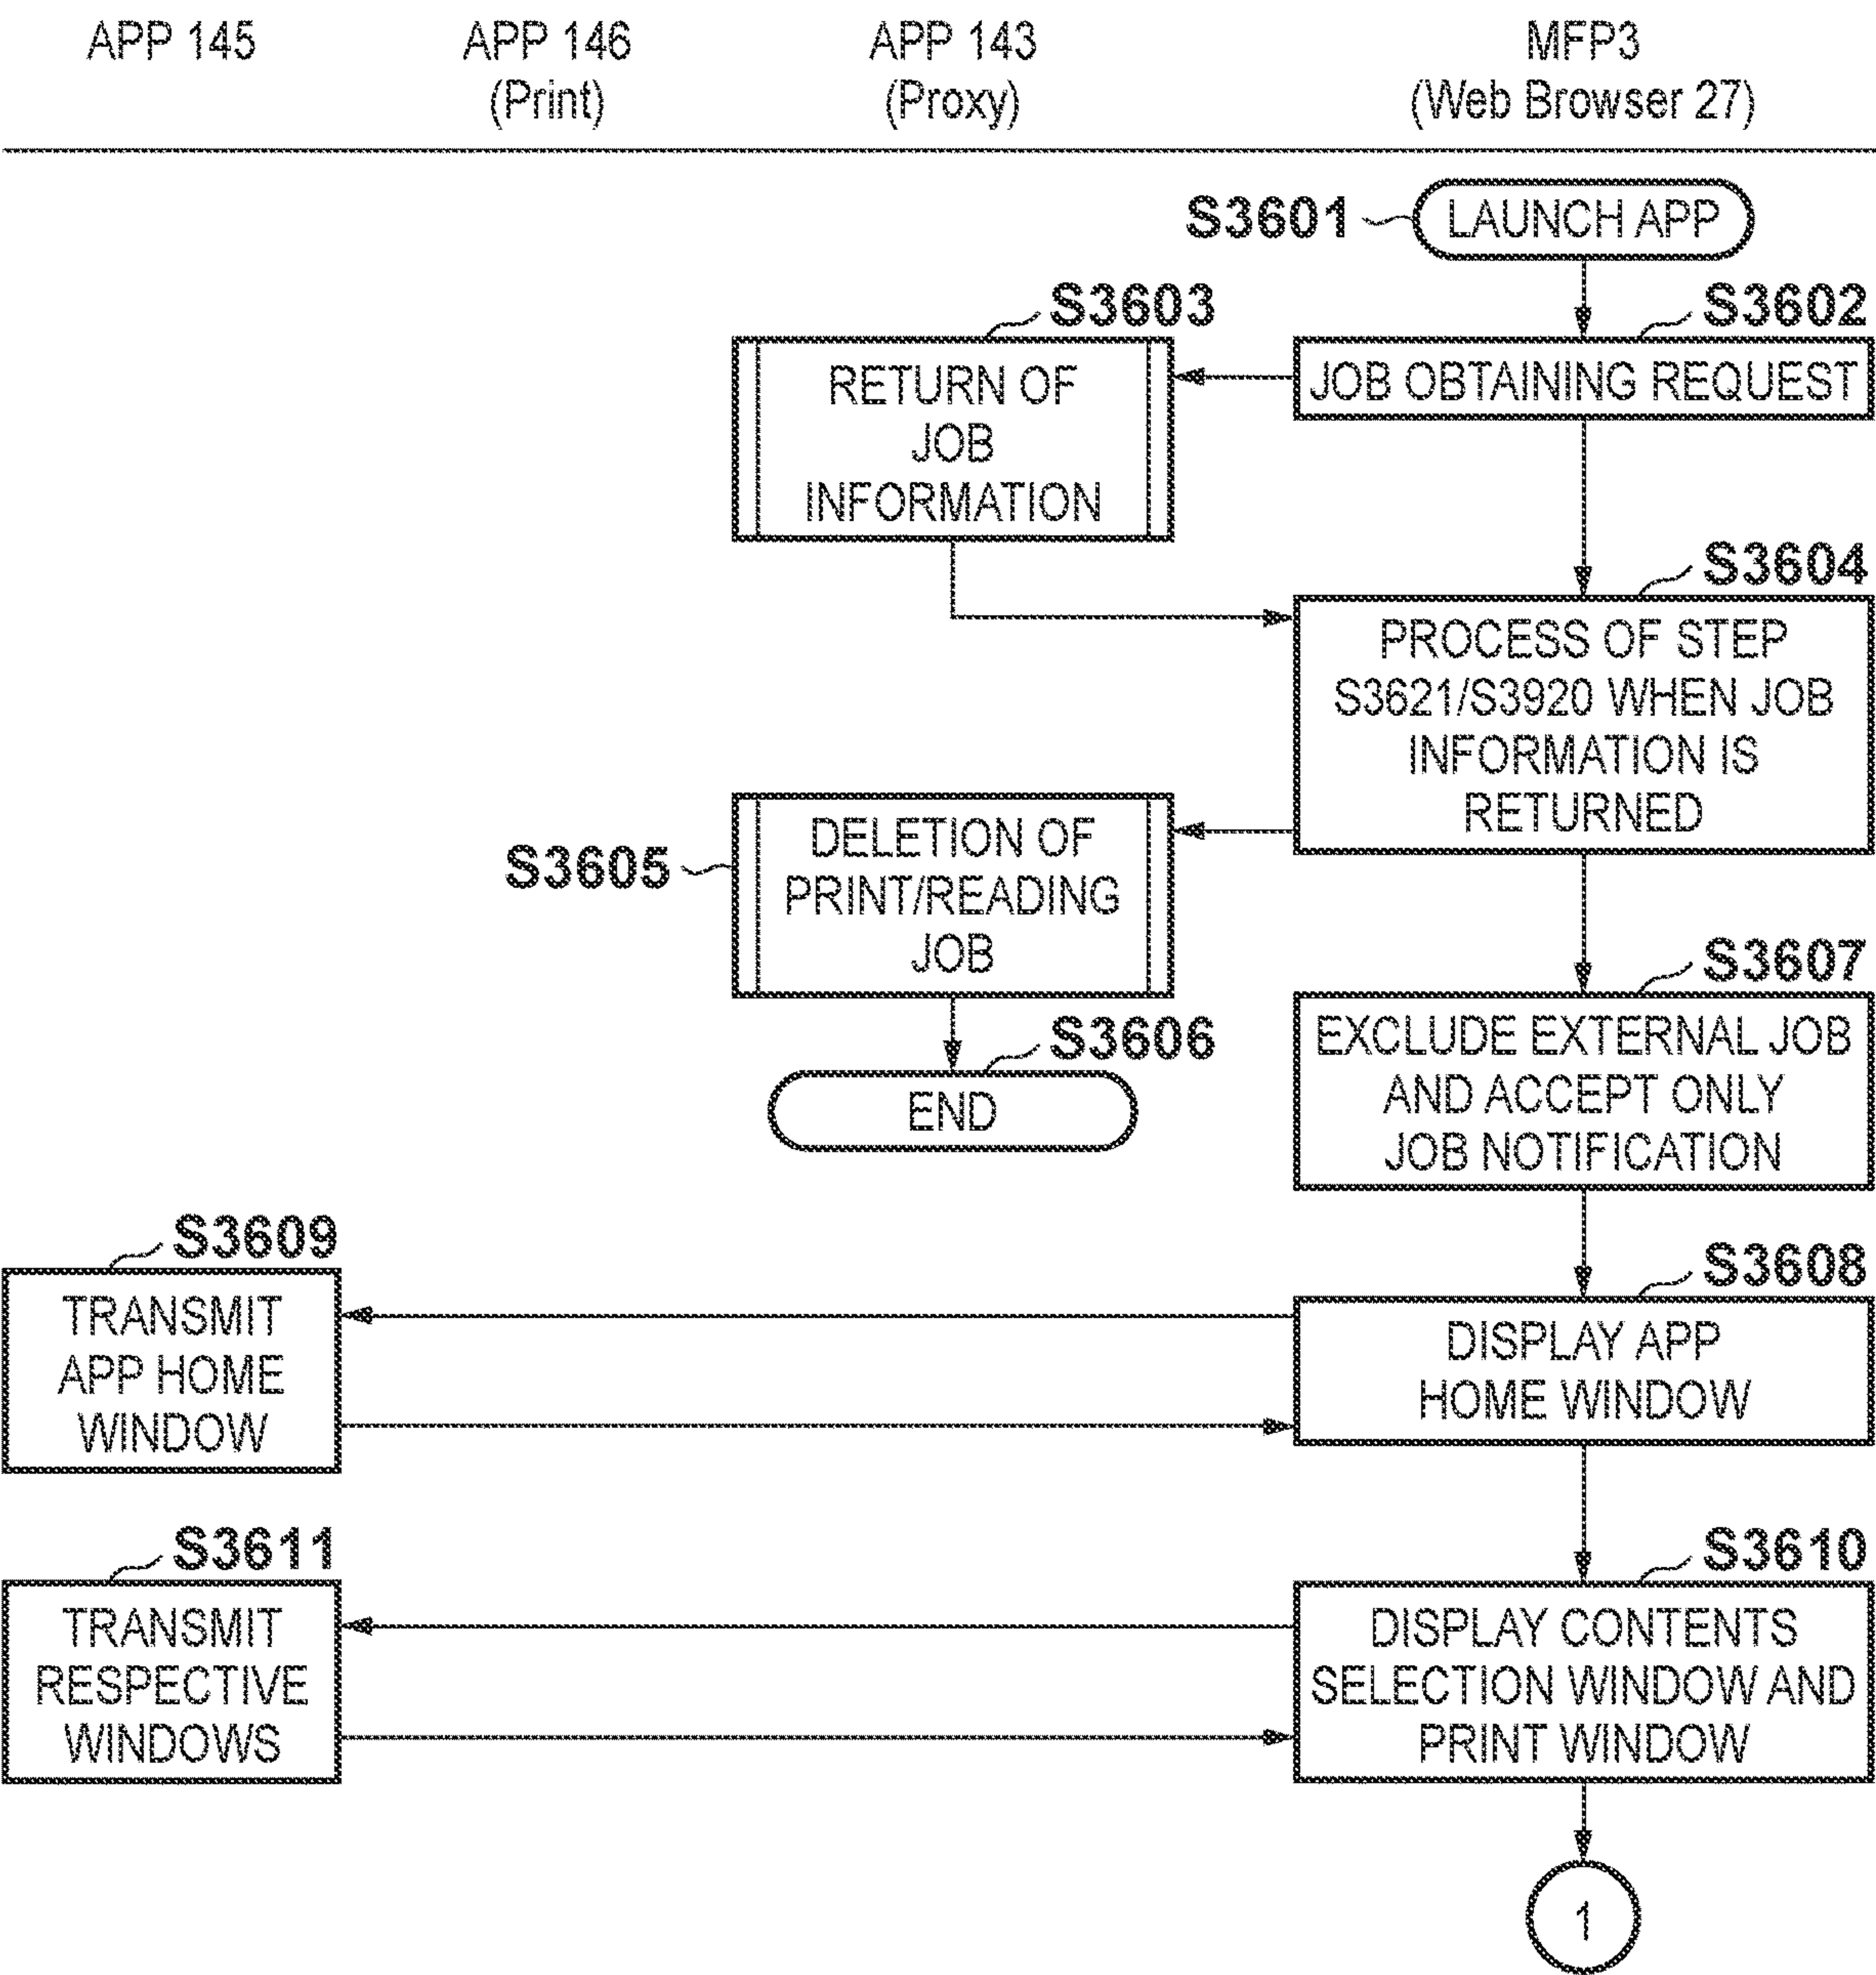 APP 145
APP 146
(Print)
APP 143
(Proxy)
MFP3
(Web Browser 27)
S3601
LAUNCH APP
S3602
JOB OBTAINING REQUEST
S3603
RETURN OF
JOB
INFORMATION
S3604
PROCESS OF STEP
S3621/S3920 WHEN JOB
INFORMATION IS
RETURNED
S3605
DELETION OF
PRINT/READING
JOB
S3606
END
S3607
EXCLUDE EXTERNAL JOB
AND ACCEPT ONLY
JOB NOTIFICATION
S3608
DISPLAY APP
HOME WINDOW
S3609
TRANSMIT
APP HOME
WINDOW
S3610
DISPLAY CONTENTS
SELECTION WINDOW AND
PRINT WINDOW
S3611
TRANSMIT
RESPECTIVE
WINDOWS
1